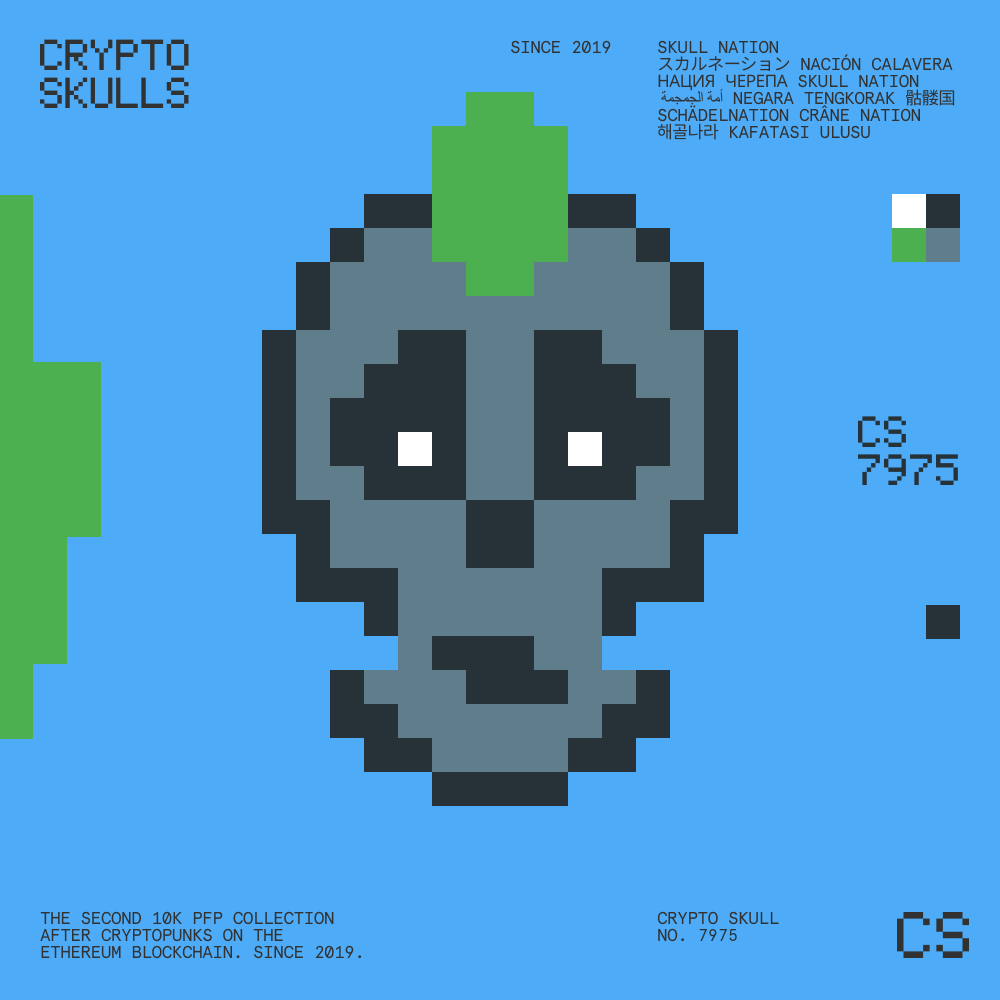 CRYPTO
SKULLS
SINCE 2019
SKULL NATION
スカルネーション NACIÓN CALAVERA
НАЦИЯ ЧЕРЕПА SKULL NATION
أمة الجمجمة NEGARA TENGKORAK 骷髅国
SCHÄDELNATION CRÂNE NATION
해골나라 KAFATASI ULUSU
CS
7975
THE SECOND 10K PFP COLLECTION
AFTER CRYPTOPUNKS ON THE
ETHEREUM BLOCKCHAIN. SINCE 2019.
CRYPTO SKULL
NO. 7975
CS